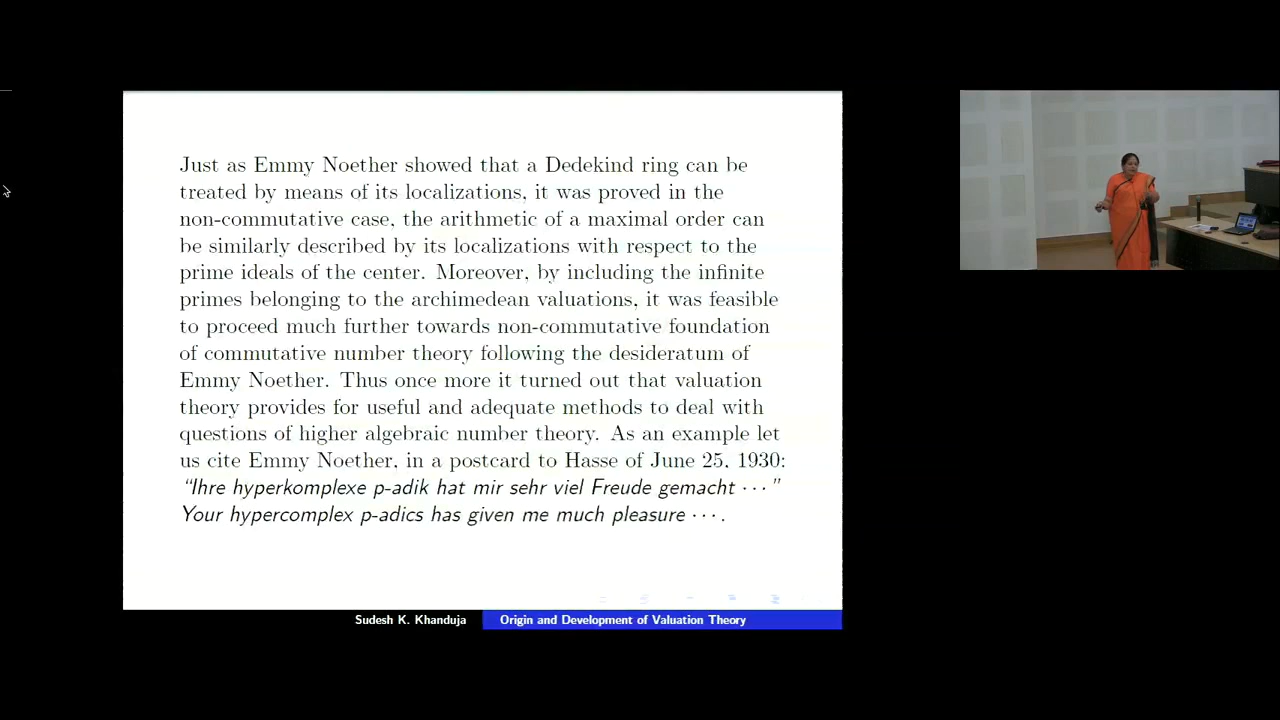 Just as Emmy Noether showed that a Dedekind ring can be
treated by means of its localizations, it was proved in the
non-commutative case, the arithmetic of a maximal order can
be similarly described by its localizations with respect to the
prime ideals of the center. Moreover, by including the infinite
primes belonging to the archimedean valuations, it was feasible
to proceed much further towards non-commutative foundation
of commutative number theory following the desideratum of
Emmy Noether. Thus once more it turned out that valuation
theory provides for useful and adequate methods to deal with
questions of higher algebraic number theory. As an example let
us cite Emmy Noether, in a postcard to Hasse of June 25, 1930:
“Ihre hyperkomplexe p-adik hat mir sehr viel Freude gemacht ···”
Your hypercomplex p-adics has given me much pleasure ··· .
Sudesh K. Khanduja
Origin and Development of Valuation Theory